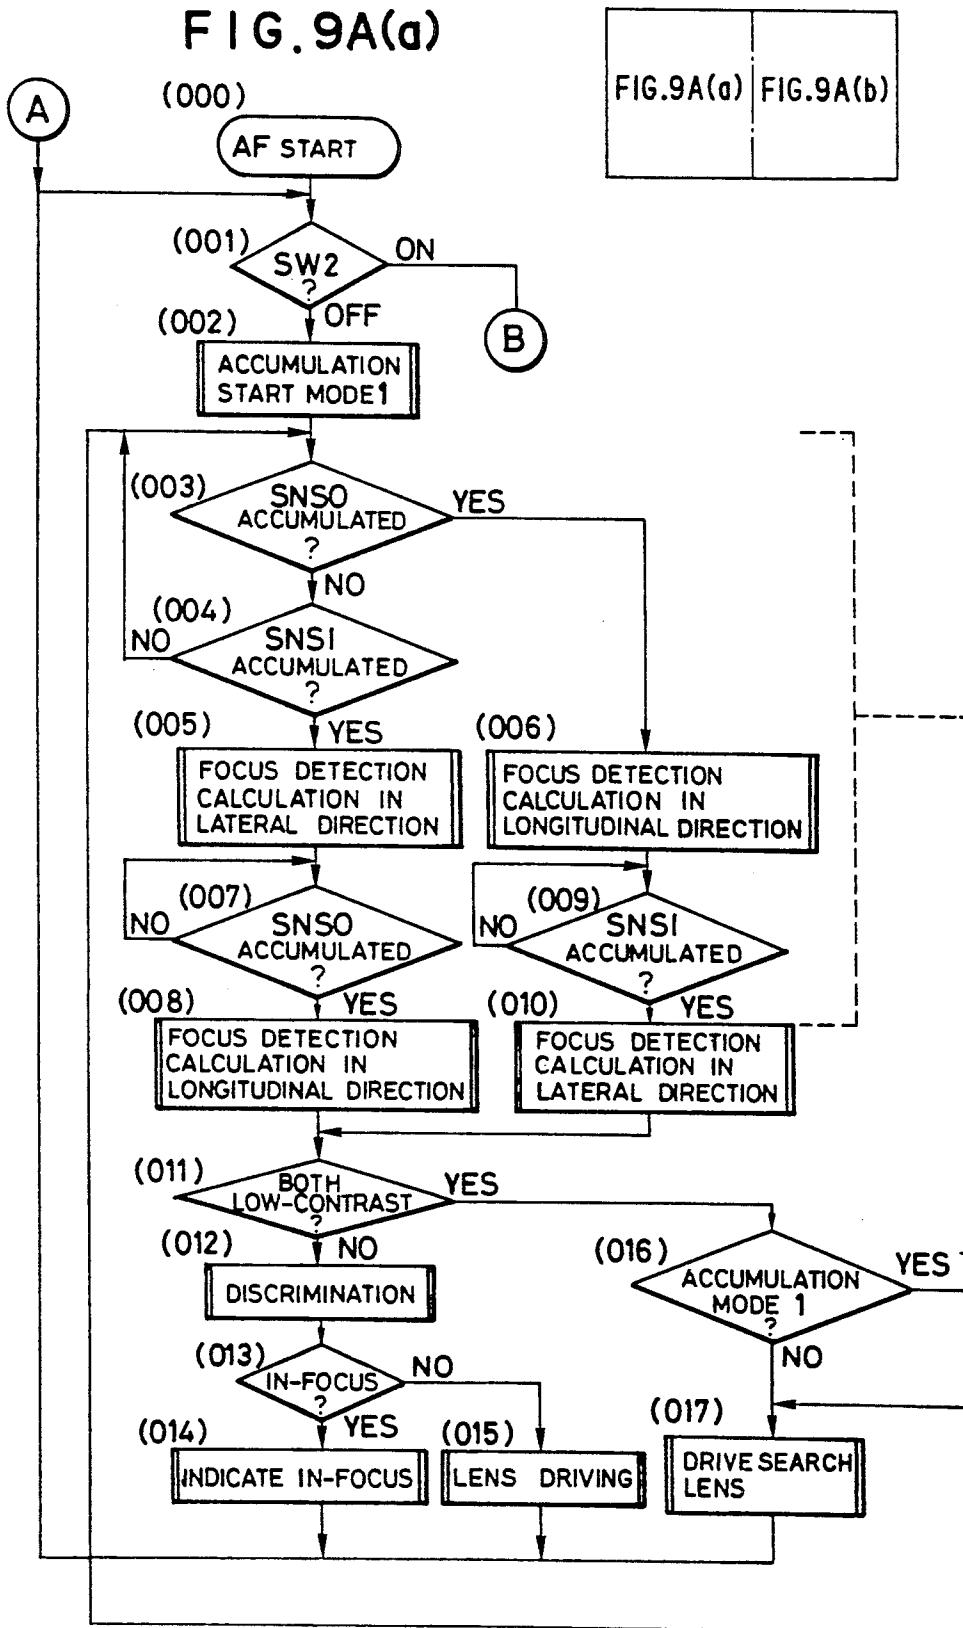 FIG.9A(a)
FIG.9A(a) FIG.9A(b)
A
(000)
AF START
(001)
SW2
?
ON
OFF
B
(002)
ACCUMULATION
START MODE 1
(003)
SNS0
ACCUMULATED
?
YES
NO
(004)
SNS1
ACCUMULATED
?
NO
YES
(005)
FOCUS DETECTION
CALCULATION IN
LATERAL DIRECTION
(006)
FOCUS DETECTION
CALCULATION IN
LONGITUDINAL DIRECTION
(007)
SNS0
ACCUMULATED
?
NO
YES
(009)
SNS1
ACCUMULATED
?
NO
YES
(008)
FOCUS DETECTION
CALCULATION IN
LONGITUDINAL DIRECTION
(010)
FOCUS DETECTION
CALCULATION IN
LATERAL DIRECTION
(011)
BOTH
LOW-CONTRAST
?
YES
NO
(012)
DISCRIMINATION
(016)
ACCUMULATION
MODE 1
?
YES
NO
(013)
IN-FOCUS
?
NO
YES
(014)
INDICATE IN-FOCUS
(015)
LENS DRIVING
(017)
DRIVE SEARCH
LENS